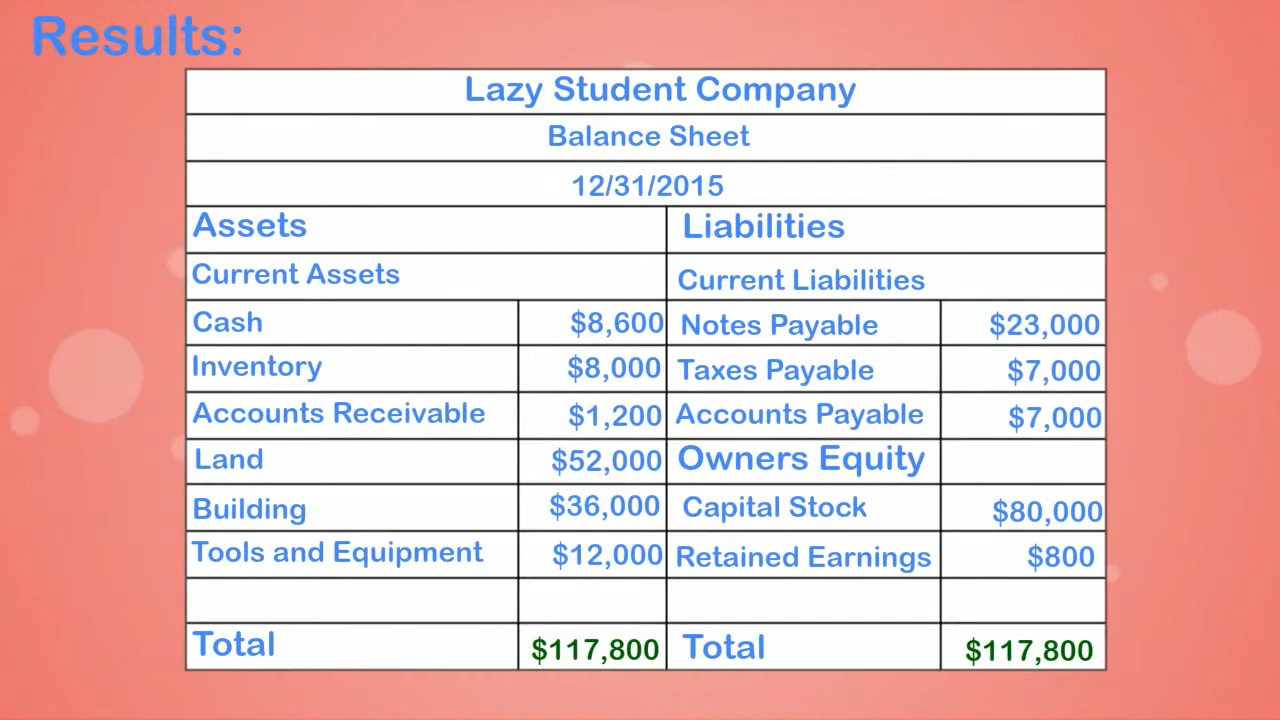 Results:
Lazy Student Company
Balance Sheet
12/31/2015
Assets Liabilities
Current Assets Current Liabilities
Cash $8,600 Notes Payable $23,000
Inventory $8,000 Taxes Payable $7,000
Accounts Receivable $1,200 Accounts Payable $7,000
Land $52,000 Owners Equity
Building $36,000 Capital Stock $80,000
Tools and Equipment $12,000 Retained Earnings $800
Total $117,800 Total $117,800